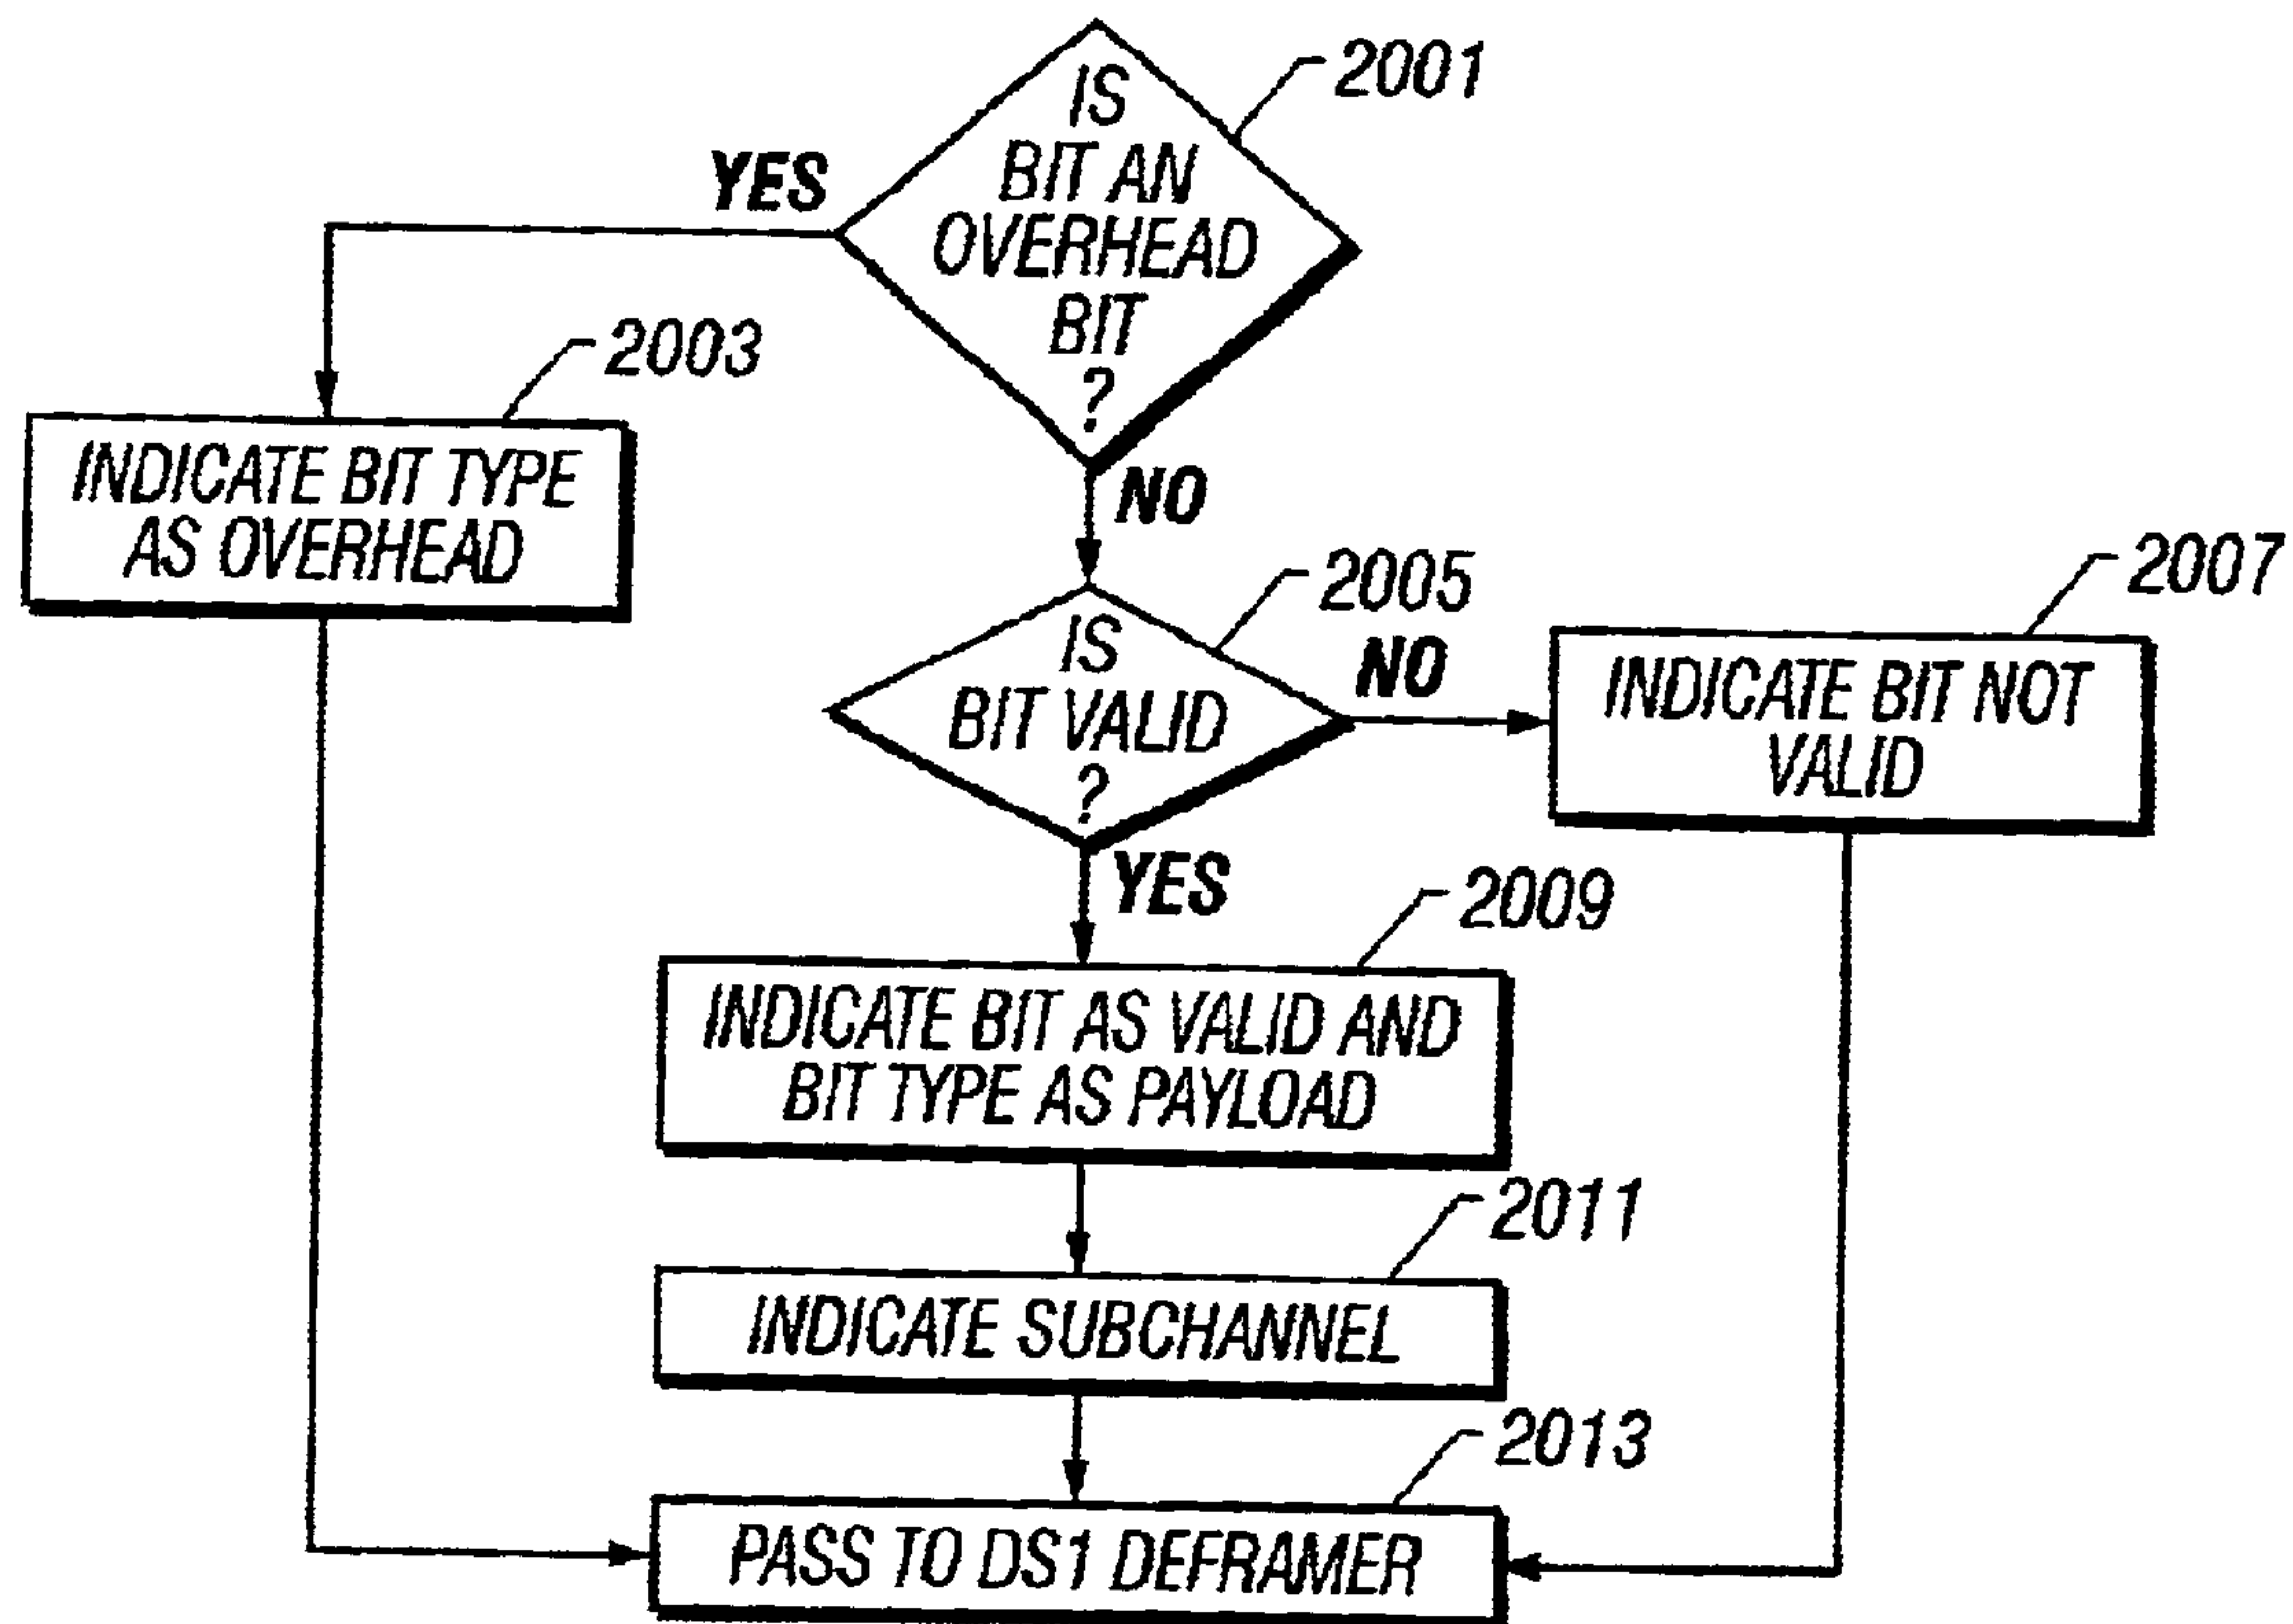 IS
BIT AN
OVERHEAD
BIT
?
2001
YES
NO
2003
INDICATE BIT TYPE
AS OVERHEAD
IS
BIT VALID
?
2005
NO
YES
2007
INDICATE BIT NOT
VALID
2009
INDICATE BIT AS VALID AND
BIT TYPE AS PAYLOAD
2011
INDICATE SUBCHANNEL
2013
PASS TO DS1 DEFRAMER